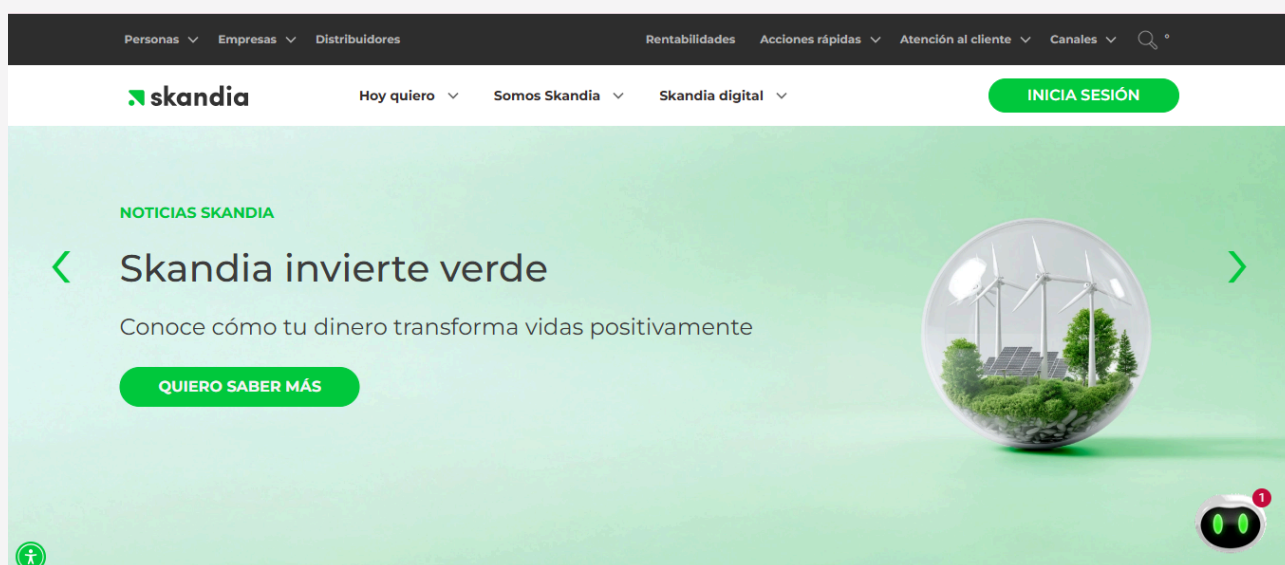 Personas Empresas Distribuidores Rentabilidades Acciones rápidas Atención al cliente Canales
skandia Hoy quiero Somos Skandia Skandia digital INICIA SESIÓN
NOTICIAS SKANDIA
Skandia invierte verde
Conoce cómo tu dinero transforma vidas positivamente
QUIERO SABER MÁS
1